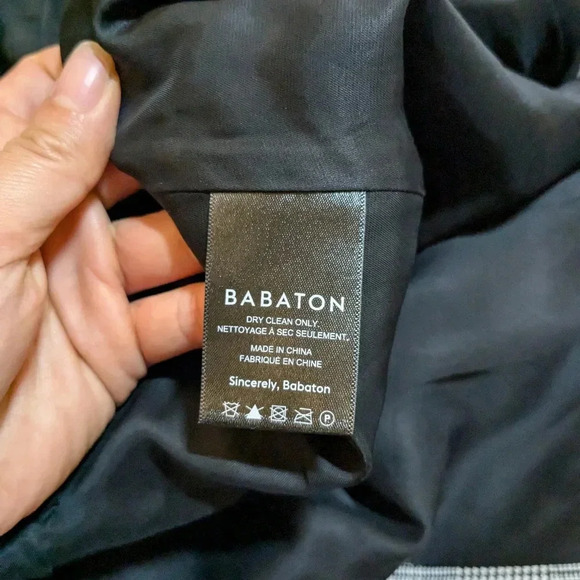 BABATON
DRY CLEAN ONLY.
NETTOYAGE À SEC SEULEMENT.
MADE IN CHINA
FABRIQUÉ EN CHINE
Sincerely, Babaton
P